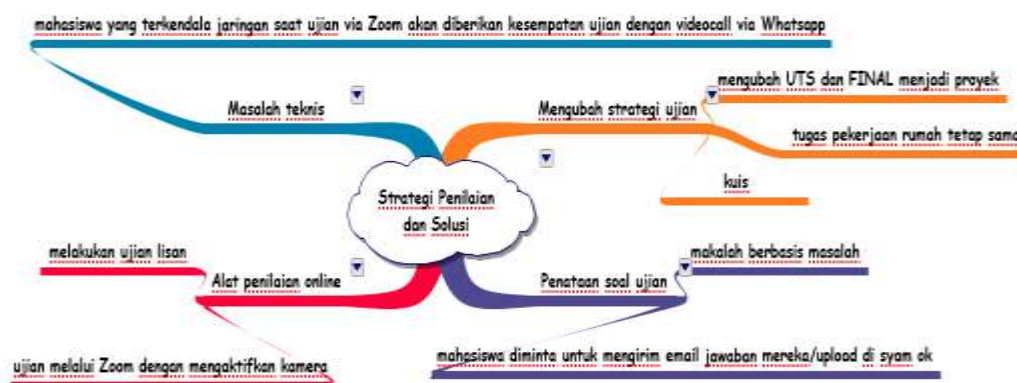 mahasiswa yang terkendala jaringan saat ujian via Zoom akan diberikan kesempatan ujian dengan videocall via Whatsapp
Masalah teknis
Mengubah strategi ujian
mengubah UTS dan FINAL menjadi proyek
tugas pekerjaan rumah tetap sama
kuis
Strategi Penilaian
dan Solusi
melakukan ujian lisan
Alat penilaian online
ujian melalui Zoom dengan mengaktifkan kamera
Penataan soal ujian
makalah berbasis masalah
mahasiswa diminta untuk mengirim email jawaban mereka/upload di syam ok